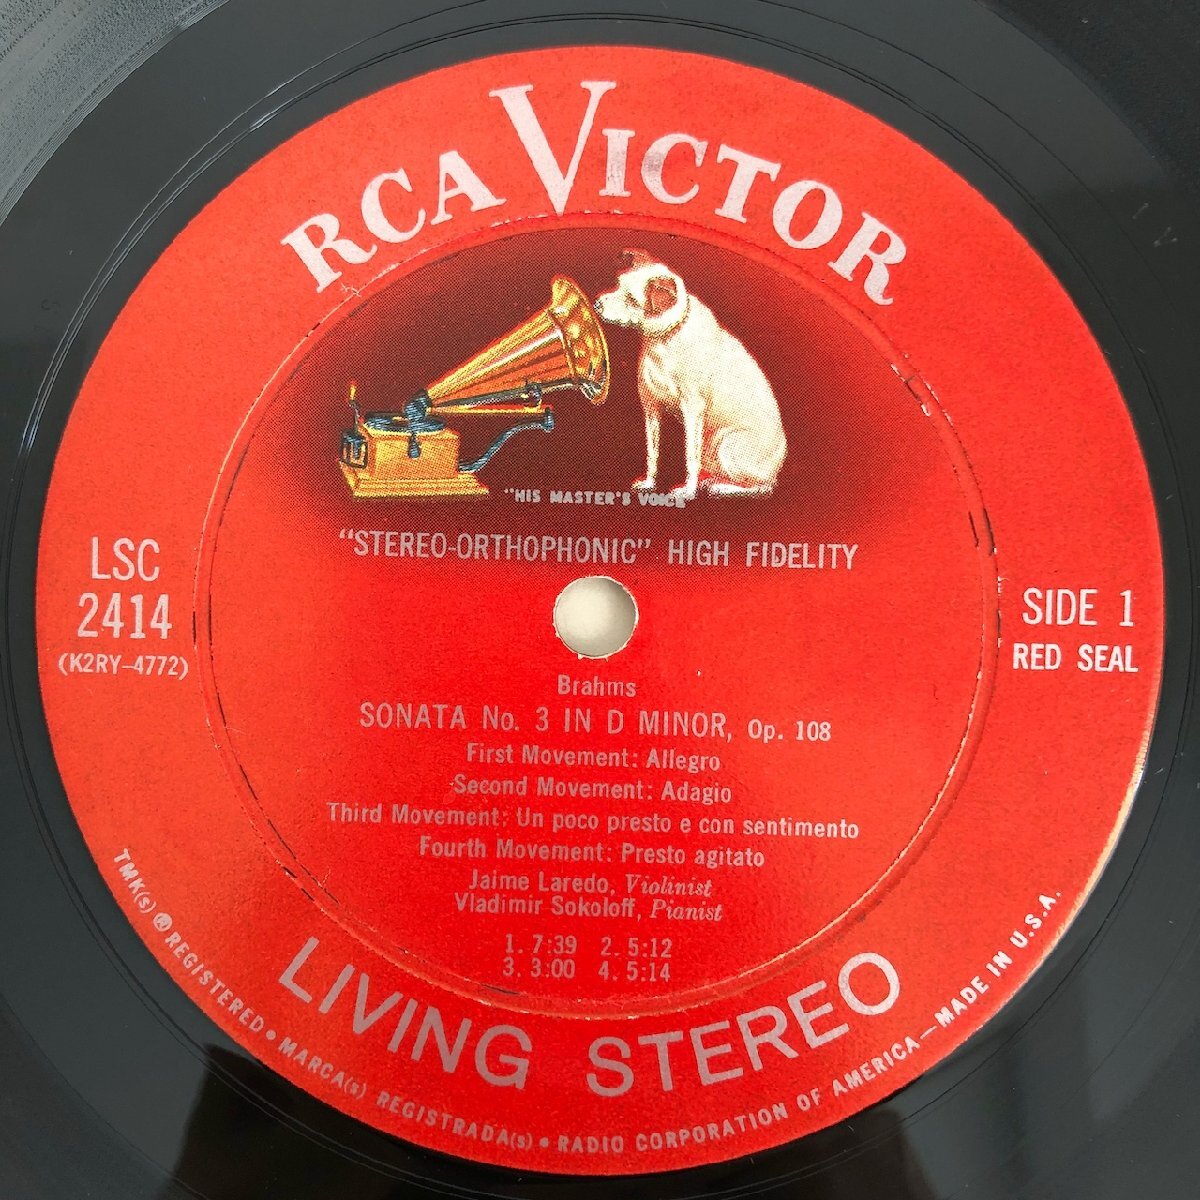 RCA VICTOR
"HIS MASTER'S VOICE
"STEREO-ORTHOPHONIC" HIGH FIDELITY
LSC
2414
(K2RY-4772)
SIDE 1
RED SEAL
Brahms
SONATA No. 3 IN D MINOR, Op. 108
First Movement: Allegro
Second Movement: Adagio
Third Movement: Un poco presto e con sentimento
Fourth Movement: Presto agitato
Jaime Laredo, Violinist
Vladimir Sokoloff, Pianist
1. 7:39 2. 5:12
3. 3:00 4. 5:14
LIVING STEREO
TMK(s) ® REGISTERED • MARCA(s) REGISTRADA(s) • RADIO CORPORATION OF AMERICA—MADE IN U.S.A.